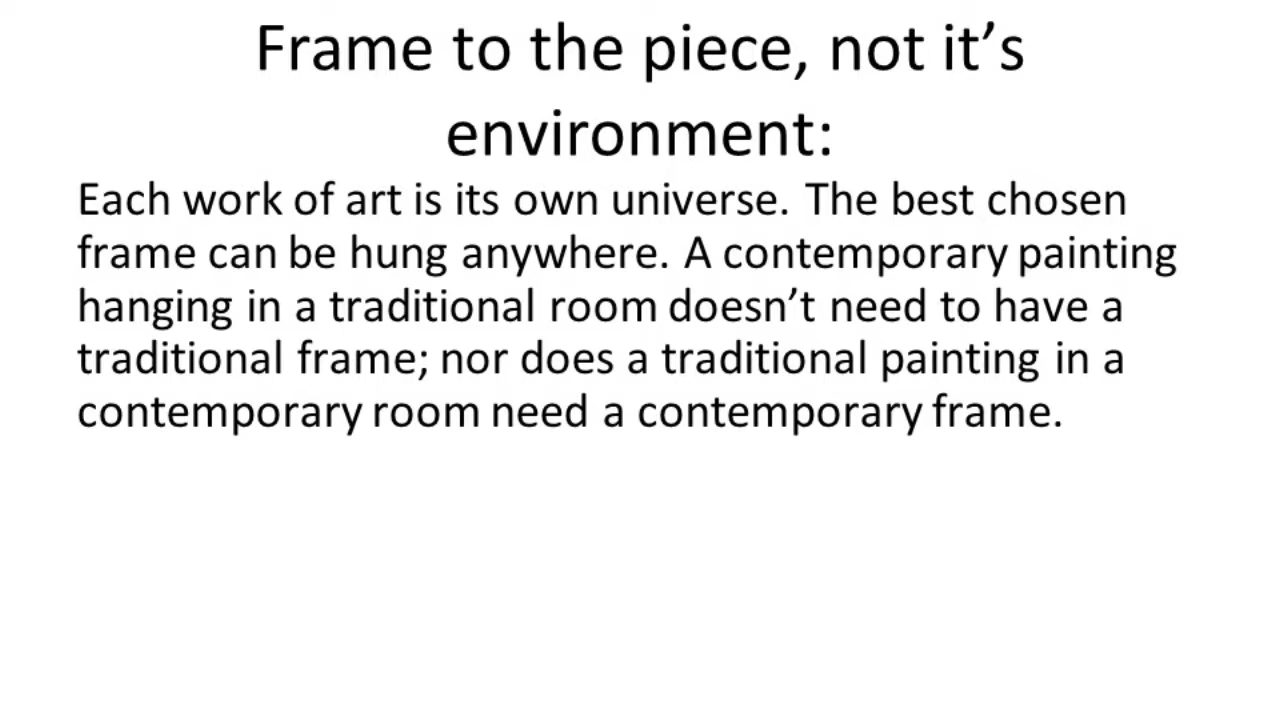 Frame to the piece, not it’s
environment:
Each work of art is its own universe. The best chosen
frame can be hung anywhere. A contemporary painting
hanging in a traditional room doesn’t need to have a
traditional frame; nor does a traditional painting in a
contemporary room need a contemporary frame.